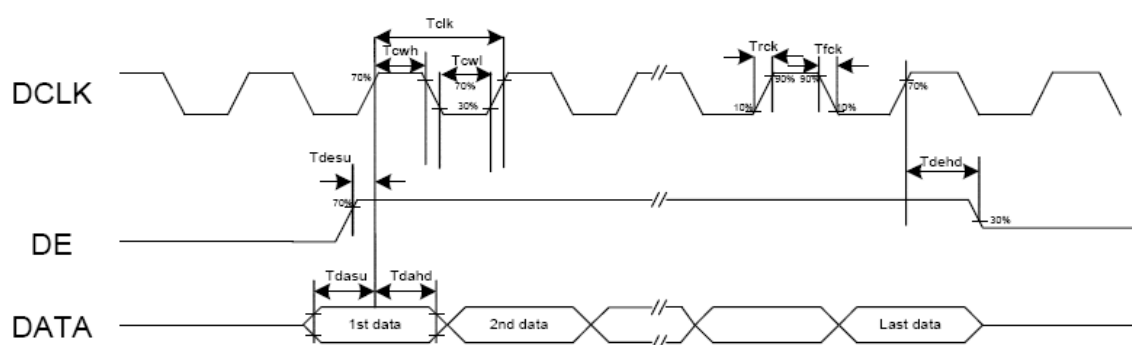 Tclk
Tcwh
Tcwl
Trck
Tfck
DCLK
70%
70%
30%
90%
90%
10%
10%
70%
Tdesu
Tdehd
70%
DE
30%
Tdasu
Tdahd
DATA
1st data
2nd data
Last data